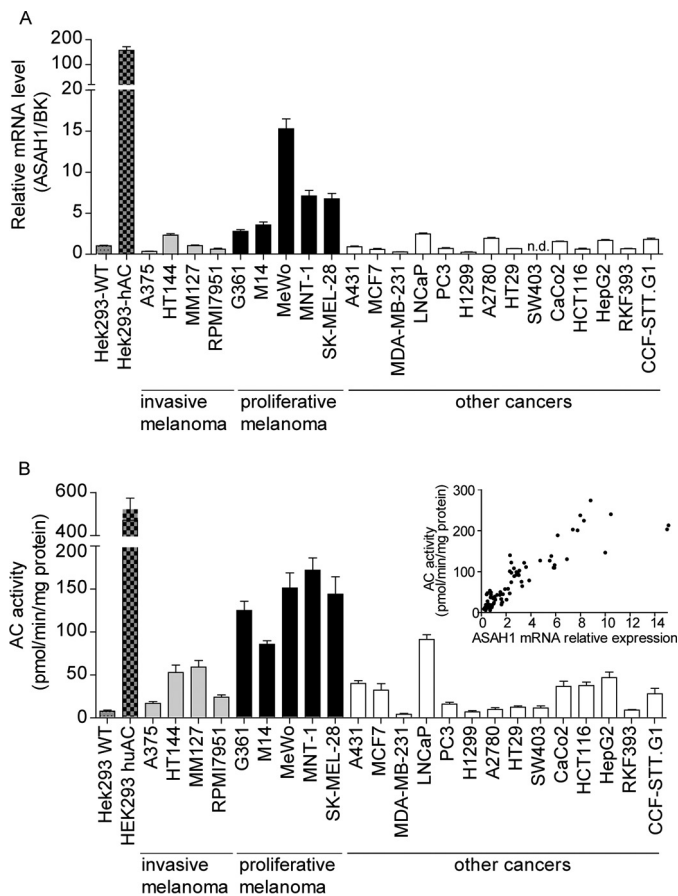 A
Relative mRNA level
(ASAH1/BK)
200
150
100
20
15
10
5
0
n.d.
Hek293-WT
Hek293-hAC
A375
HT144
MM127
RPMI7951
G361
M14
MeWo
MNT-1
SK-MEL-28
A431
MCF7
MDA-MB-231
LNCaP
PC3
H1299
A2780
HT29
SW403
CaCo2
HCT116
HepG2
RKF393
CCF-STT.G1
invasive
melanoma
proliferative
melanoma
other cancers
B
AC activity
(pmol/min/mg protein)
600
400
200
150
100
50
0
AC activity
(pmol/min/mg protein)
300
200
100
0
0 2 4 6 8 10 12 14
ASAH1 mRNA relative expression
Hek293 WT
HEK293 huAC
A375
HT144
MM127
RPMI7951
G361
M14
MeWo
MNT-1
SK-MEL-28
A431
MCF7
MDA-MB-231
LNCaP
PC3
H1299
A2780
HT29
SW403
CaCo2
HCT116
HepG2
RKF393
CCF-STT.G1
invasive
melanoma
proliferative
melanoma
other cancers